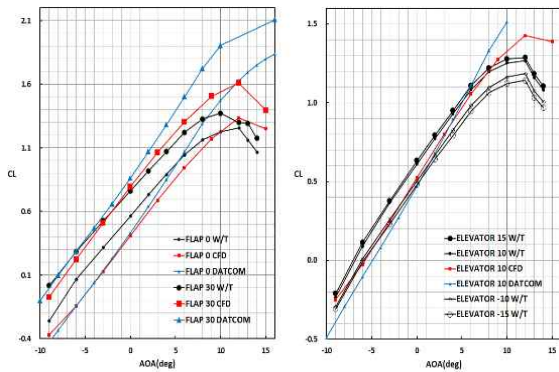 2.1
1.6
1.1
CL
0.6
0.1
-0.4
FLAP 0 W/T
FLAP 0 CFD
FLAP 0 DATCOM
FLAP 30 W/T
FLAP 30 CFD
FLAP 30 DATCOM
-10 -5 0 5 10 15
AOA(deg)
1.5
1.0
CL
0.5
0.0
-0.5
ELEVATOR 15 W/T
ELEVATOR 10 W/T
ELEVATOR 10 CFD
ELEVATOR 10 DATCOM
ELEVATOR -10 W/T
ELEVATOR -15 W/T
-10 -5 0 5 10 15
AOA(deg)